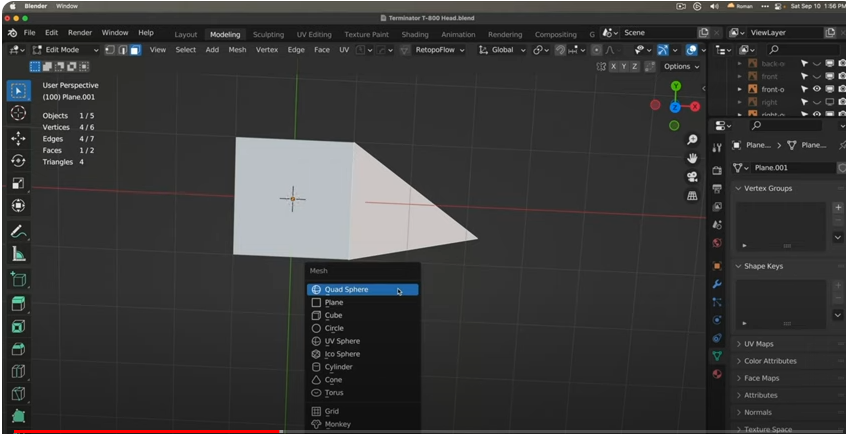 Blender Window
Roman
Sat Sep 10 1:56 PM
Terminator T-800 Head.blend
File Edit Render Window Help
Layout Modeling Sculpting UV Editing Texture Paint Shading Animation Rendering Compositing
Scene
ViewLayer
Edit Mode
View Select Add Mesh Vertex Edge Face UV
RetopoFlow
Global
X Y Z
Options
User Perspective
(100) Plane.001
Objects 1/5
Vertices 4/6
Edges 4/7
Faces 1/2
Triangles 4
Y
X
Z
Mesh
Quad Sphere
Plane
Cube
Circle
UV Sphere
Ico Sphere
Cylinder
Cone
Torus
Grid
Monkey
back-o
front
front-o
right
right-o
Plane....
Plane....
Plane.001
Vertex Groups
Shape Keys
UV Maps
Color Attributes
Face Maps
Attributes
Normals
Texture Space